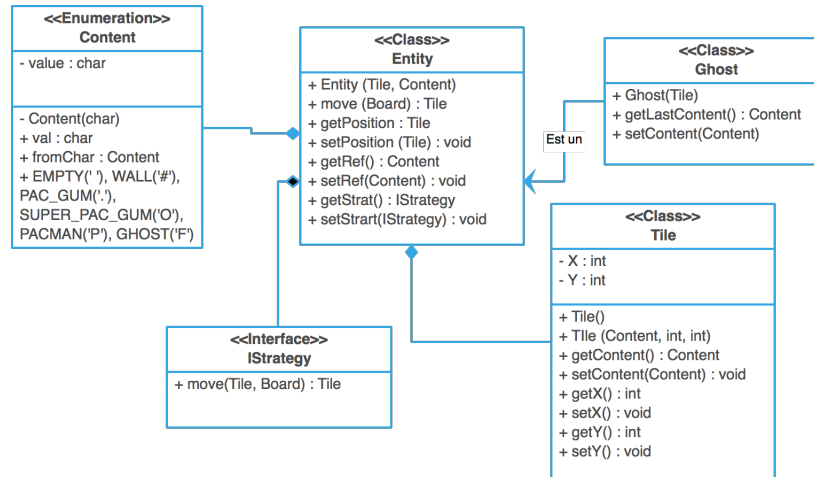 <<Enumeration>>
Content
- value : char
- Content(char)
+ val : char
+ fromChar : Content
+ EMPTY(' '), WALL('#'),
PAC_GUM('.'),
SUPER_PAC_GUM('O'),
PACMAN('P'), GHOST('F')
<<Class>>
Entity
+ Entity (Tile, Content)
+ move (Board) : Tile
+ getPosition : Tile
+ setPosition (Tile) : void
+ getRef() : Content
+ setRef(Content) : void
+ getStrat() : IStrategy
+ setStrart(IStrategy) : void
<<Class>>
Ghost
+ Ghost(Tile)
+ getLastContent() : Content
+ setContent(Content)
Est un
<<Interface>>
IStrategy
+ move(Tile, Board) : Tile
<<Class>>
Tile
- X : int
- Y : int
+ Tile()
+ TIle (Content, int, int)
+ getContent() : Content
+ setContent(Content) : void
+ getX() : int
+ setX() : void
+ getY() : int
+ setY() : void